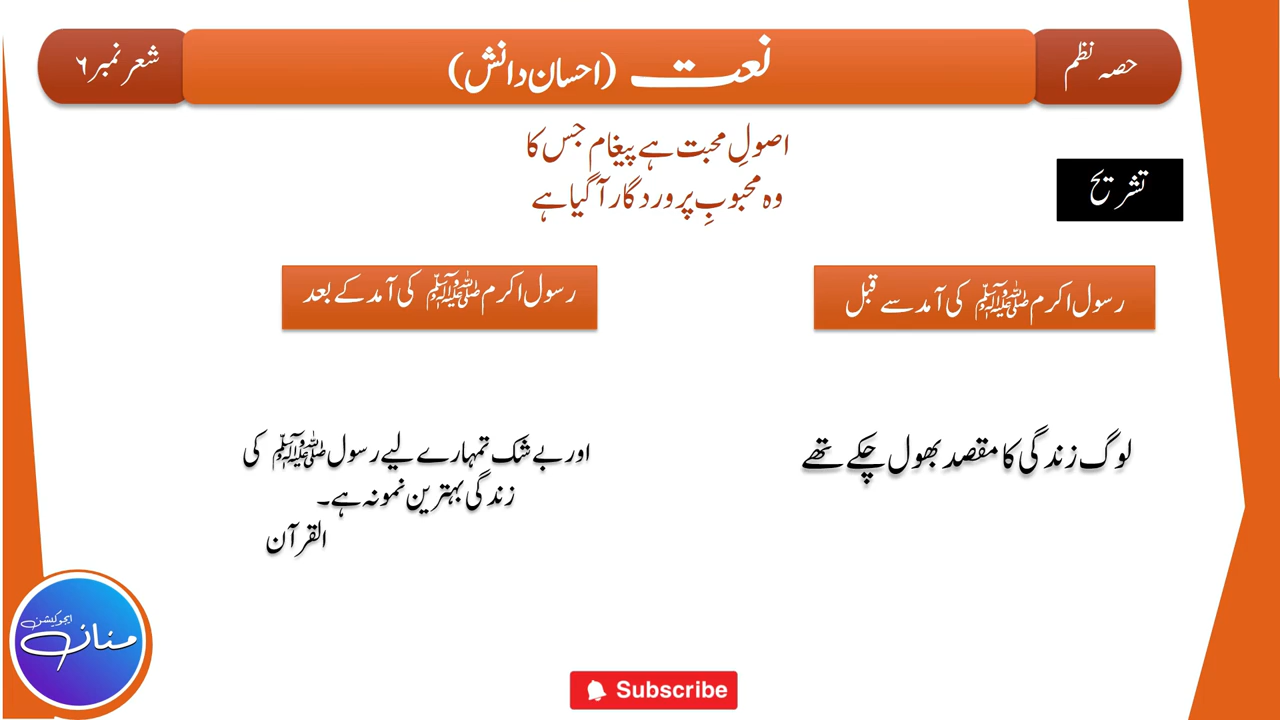 حصہ نظم
نعت (احسان دانش)
شعر نمبر ۶
اصولِ محبت ہے پیغام جس کا
وہ محبوبِ پروردگار آ گیا ہے
تشریح
رسول اکرم ﷺ کی آمد سے قبل
رسول اکرم ﷺ کی آمد کے بعد
لوگ زندگی کا مقصد بھول چکے تھے
اور بے شک تمہارے لیے رسول ﷺ کی
زندگی بہترین نمونہ ہے۔
القرآن
ایجوکیشن
منان
Subscribe